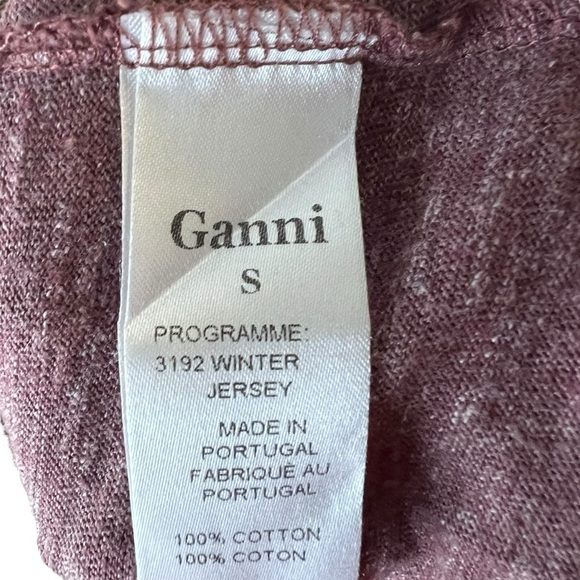 Ganni
S
PROGRAMME:
3192 WINTER
JERSEY
MADE IN
PORTUGAL
FABRIQUÉ AU
PORTUGAL
100% COTTON
100% COTON